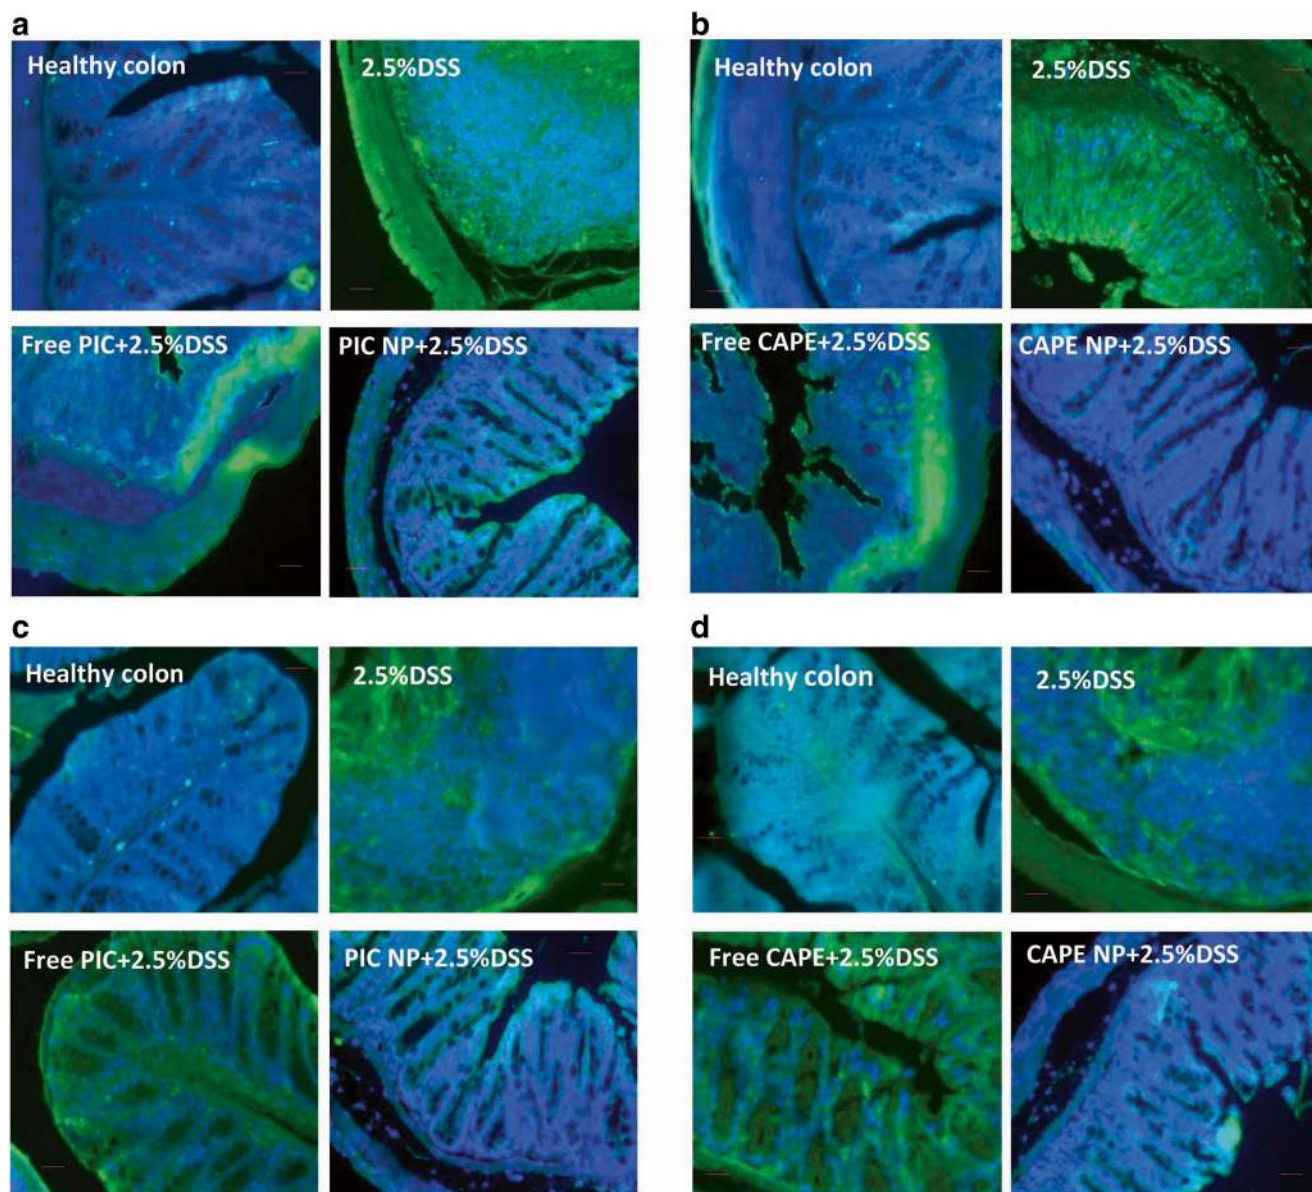 a
Healthy colon
2.5%DSS
Free PIC+2.5%DSS
PIC NP+2.5%DSS
b
Healthy colon
2.5%DSS
Free CAPE+2.5%DSS
CAPE NP+2.5%DSS
c
Healthy colon
2.5%DSS
Free PIC+2.5%DSS
PIC NP+2.5%DSS
d
Healthy colon
2.5%DSS
Free CAPE+2.5%DSS
CAPE NP+2.5%DSS